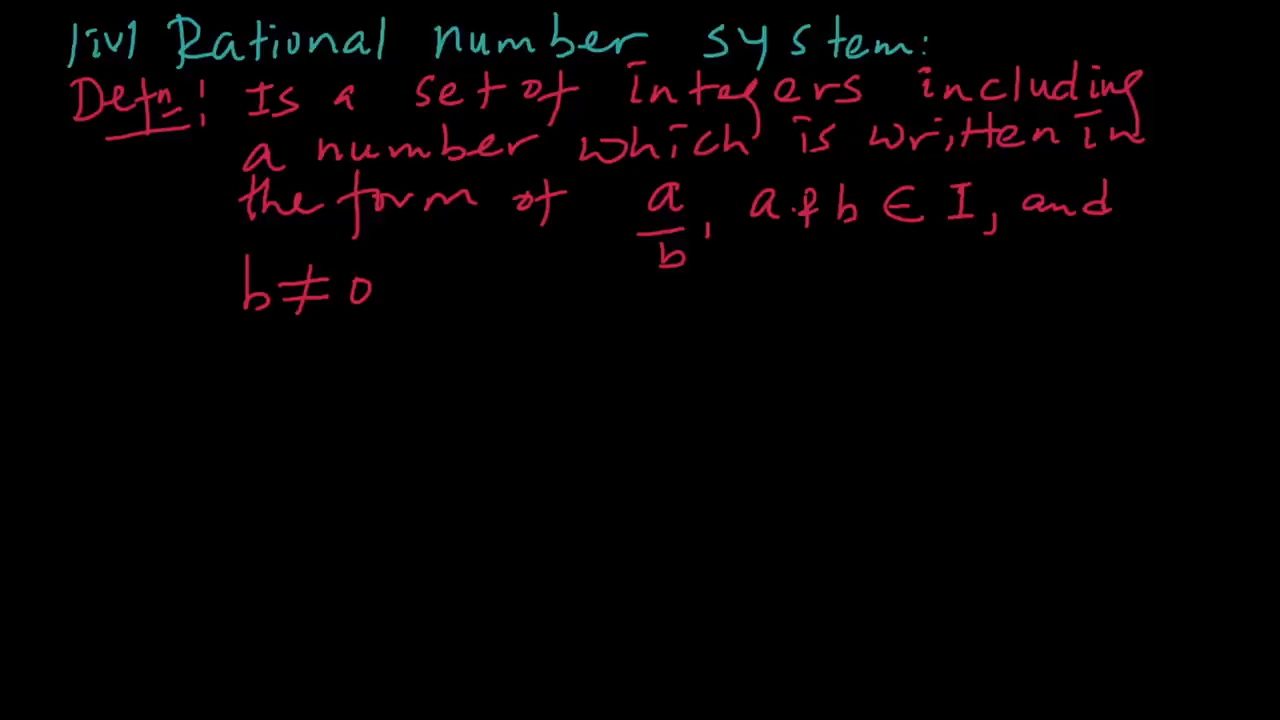 |iv| Rational number system:
Defn: Is a set of integers including
a number which is written in
the form of a/b, a & b ∈ I, and
b ≠ 0